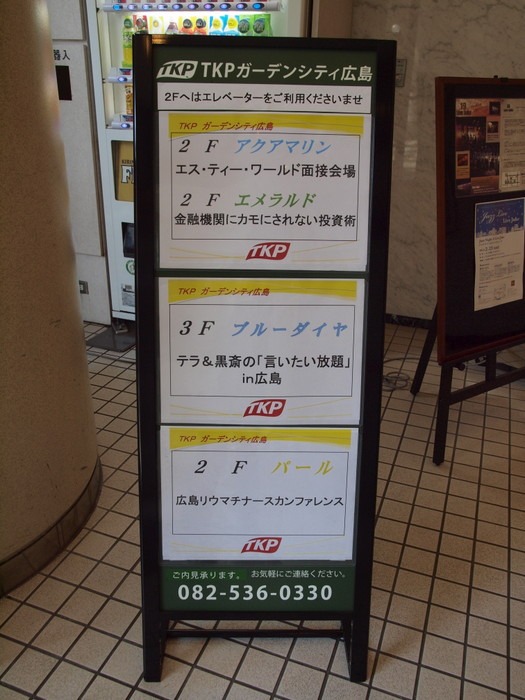 TKP TKPガーデンシティ広島
2Fへはエレベーターをご利用くださいませ
TKP ガーデンシティ広島
2 F アクアマリン
エス・ティー・ワールド面接会場
2 F エメラルド
金融機関にカモにされない投資術
TKP
TKP ガーデンシティ広島
3F ブルーダイヤ
テラ＆黒斎の「言いたい放題」
in広島
TKP
TKP ガーデンシティ広島
2 F パール
広島リウマチナースカンファレンス
TKP
ご内見承ります。 お気軽にご連絡ください。
082-536-0330